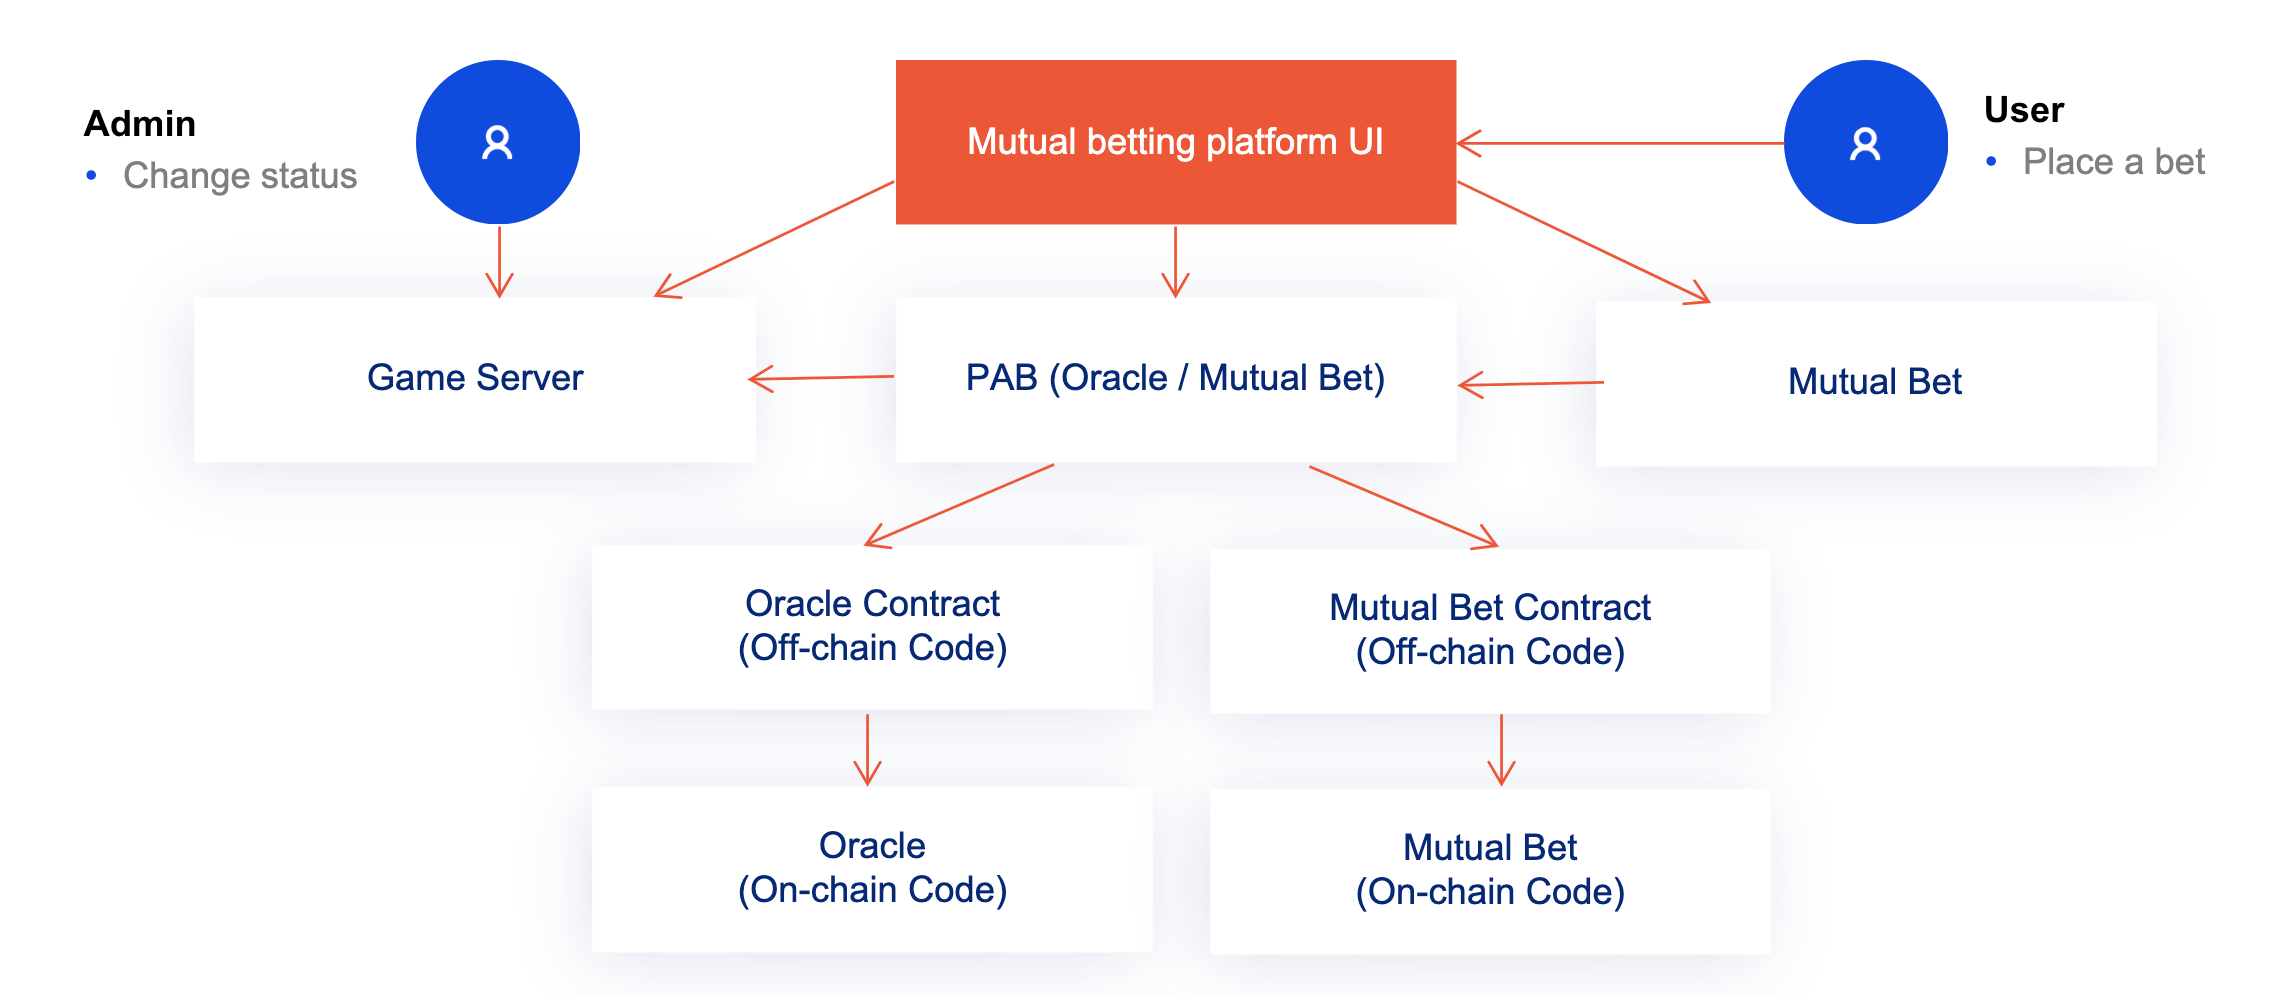 Admin
• Change status
Mutual betting platform UI
User
• Place a bet
Game Server
PAB (Oracle / Mutual Bet)
Mutual Bet
Oracle Contract
(Off-chain Code)
Mutual Bet Contract
(Off-chain Code)
Oracle
(On-chain Code)
Mutual Bet
(On-chain Code)